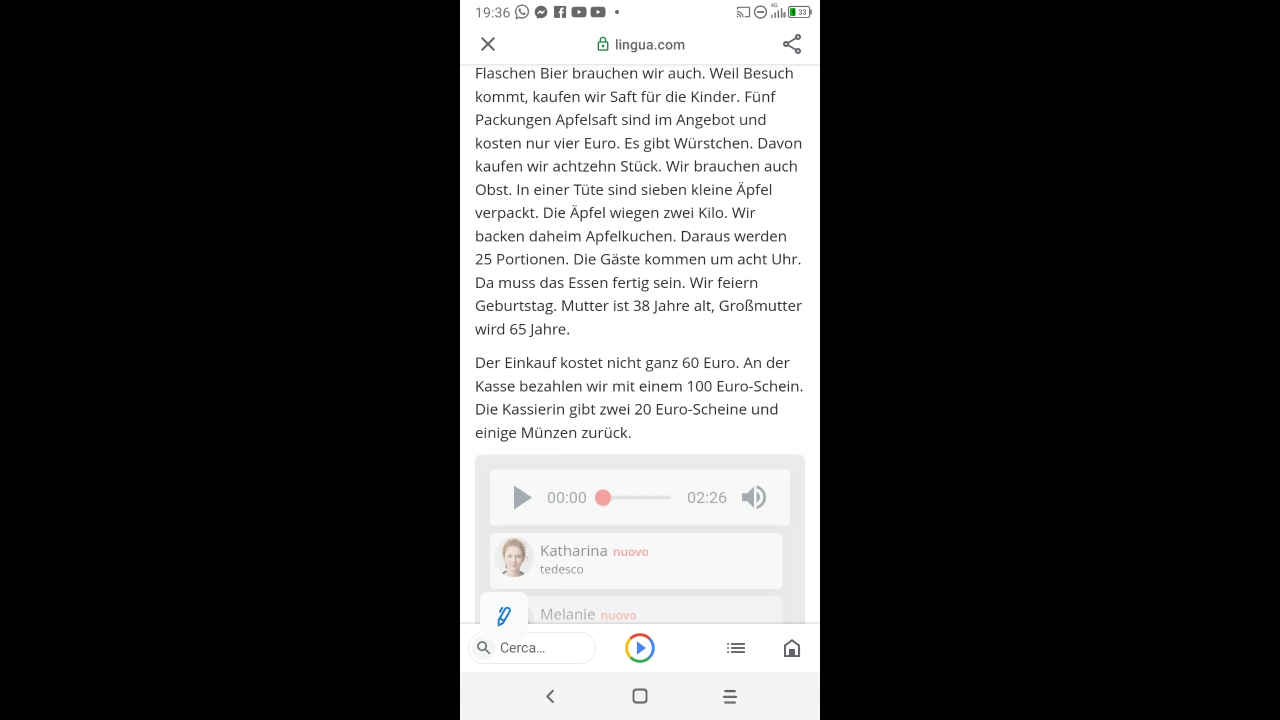 19:36
4G
33
lingua.com
Flaschen Bier brauchen wir auch. Weil Besuch
kommt, kaufen wir Saft für die Kinder. Fünf
Packungen Apfelsaft sind im Angebot und
kosten nur vier Euro. Es gibt Würstchen. Davon
kaufen wir achtzehn Stück. Wir brauchen auch
Obst. In einer Tüte sind sieben kleine Äpfel
verpackt. Die Äpfel wiegen zwei Kilo. Wir
backen daheim Apfelkuchen. Daraus werden
25 Portionen. Die Gäste kommen um acht Uhr.
Da muss das Essen fertig sein. Wir feiern
Geburtstag. Mutter ist 38 Jahre alt, Großmutter
wird 65 Jahre.
Der Einkauf kostet nicht ganz 60 Euro. An der
Kasse bezahlen wir mit einem 100 Euro-Schein.
Die Kassierin gibt zwei 20 Euro-Scheine und
einige Münzen zurück.
00:00 02:26
Katharina nuovo
tedesco
Melanie nuovo
Cerca...